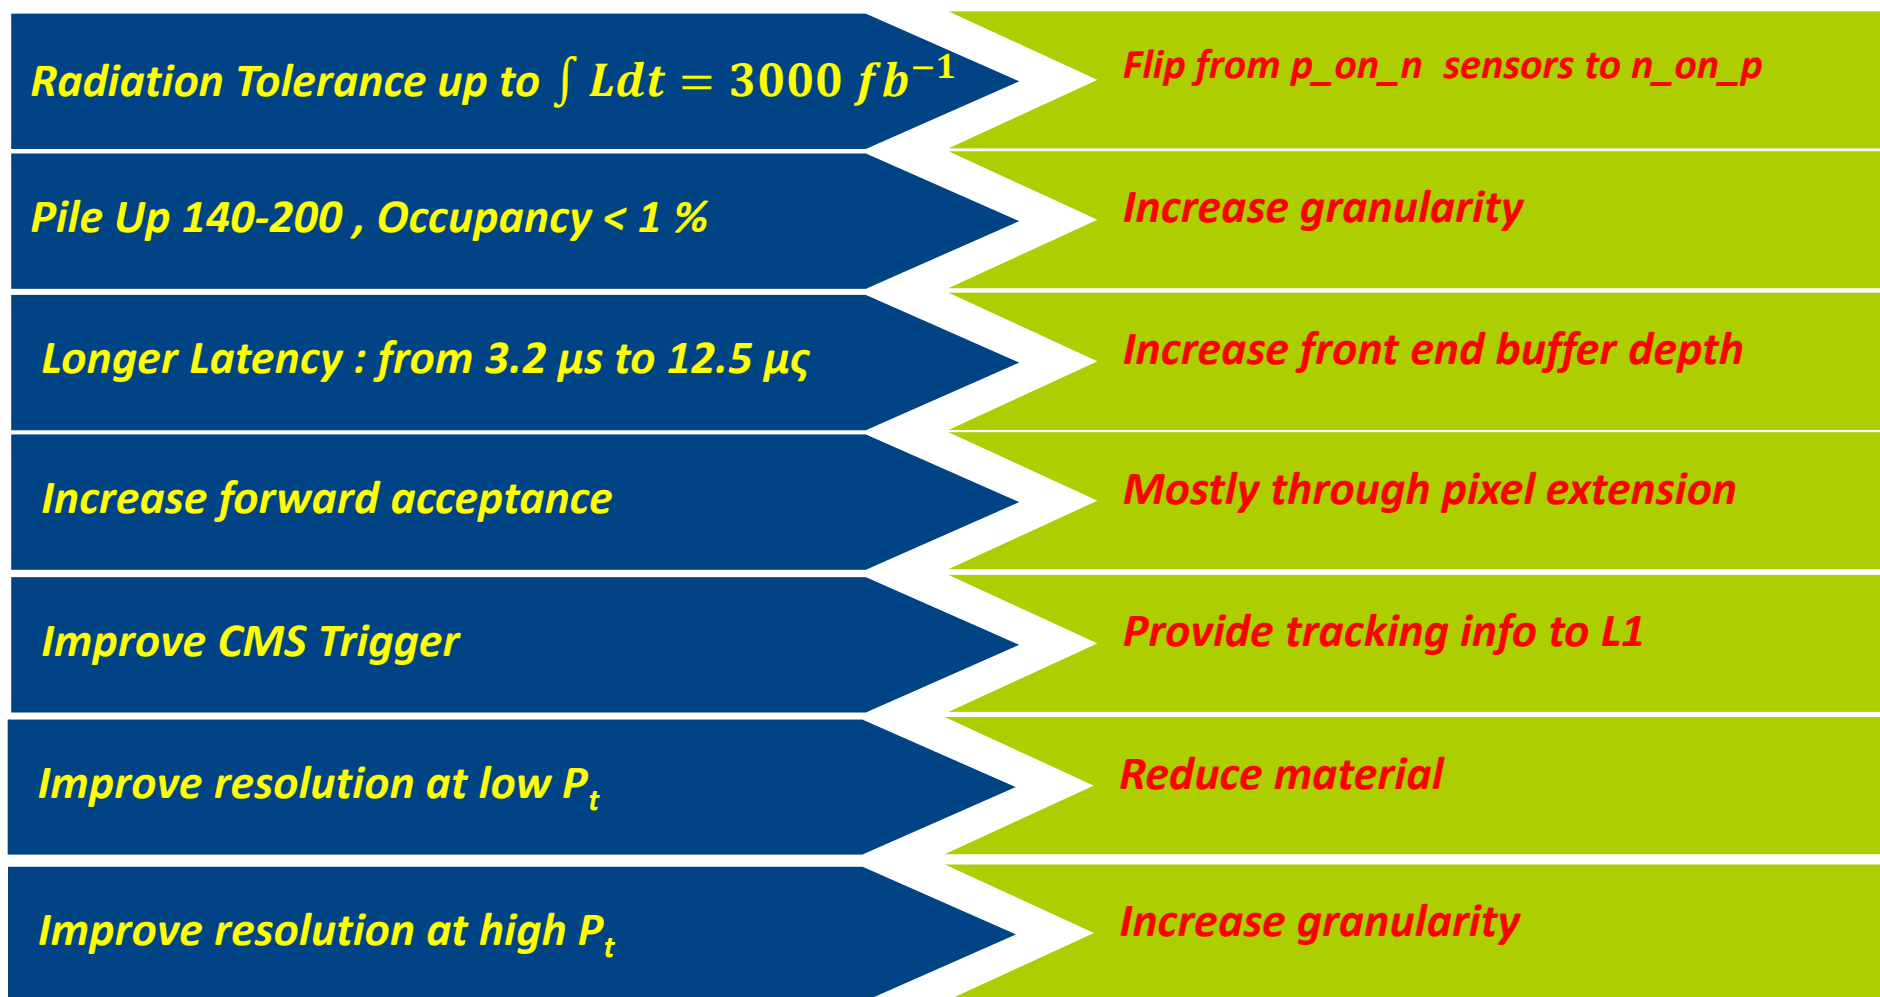 Radiation Tolerance up to ∫ Ldt = 3000 fb⁻¹
Flip from p_on_n sensors to n_on_p
Pile Up 140-200 , Occupancy < 1 %
Increase granularity
Longer Latency : from 3.2 μs to 12.5 μς
Increase front end buffer depth
Increase forward acceptance
Mostly through pixel extension
Improve CMS Trigger
Provide tracking info to L1
Improve resolution at low Pₜ
Reduce material
Improve resolution at high Pₜ
Increase granularity